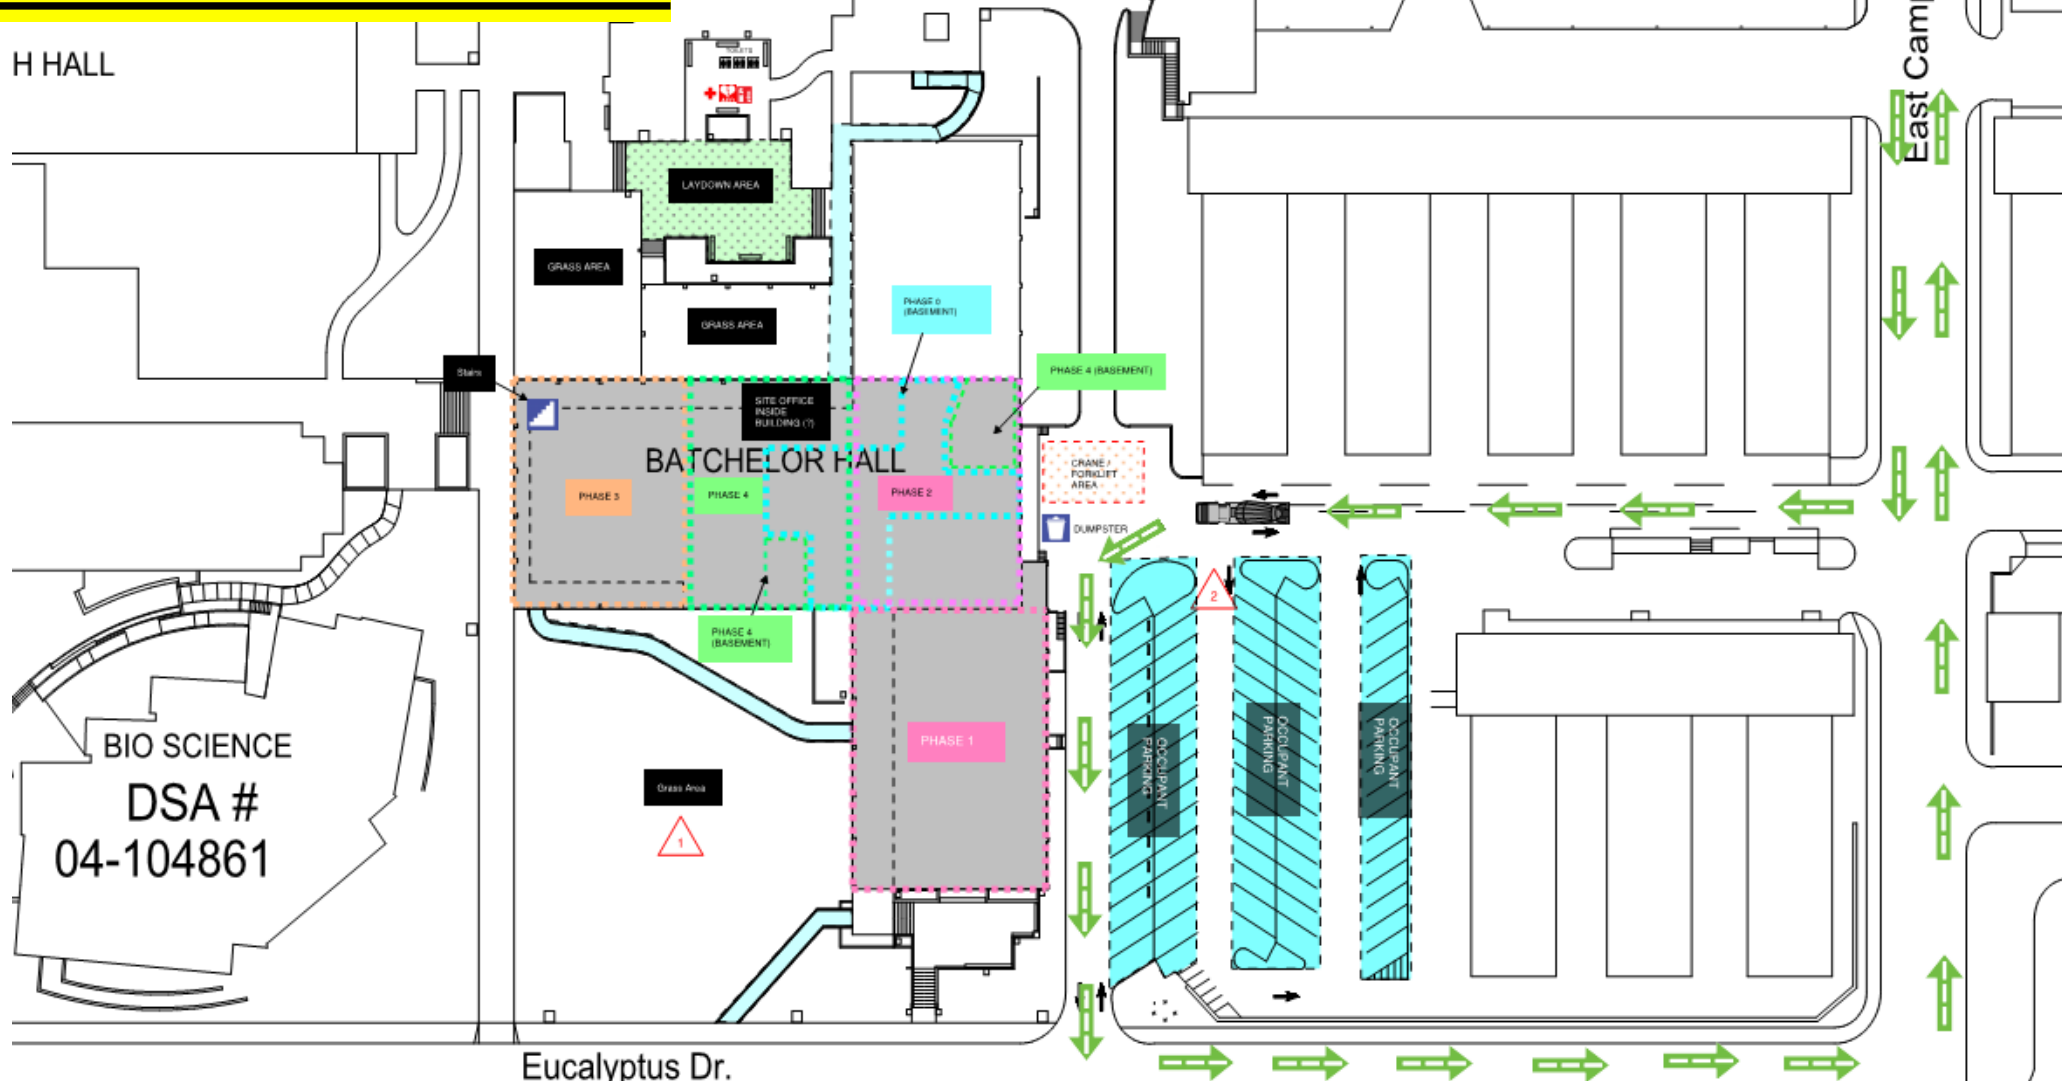 H HALL
TOILETS
East Camp
LAYDOWN AREA
GRASS AREA
GRASS AREA
PHASE 0
(BASEMENT)
PHASE 4 (BASEMENT)
Stairs
SITE OFFICE
INSIDE
BUILDING (?)
BATCHELOR HALL
CRANE /
FORKLIFT
AREA
PHASE 3
PHASE 4
PHASE 2
DUMPSTER
2
PHASE 4
(BASEMENT)
BIO SCIENCE
DSA #
04-104861
PHASE 1
OCCUPANT
PARKING
OCCUPANT
PARKING
OCCUPANT
PARKING
Grass Area
1
Eucalyptus Dr.